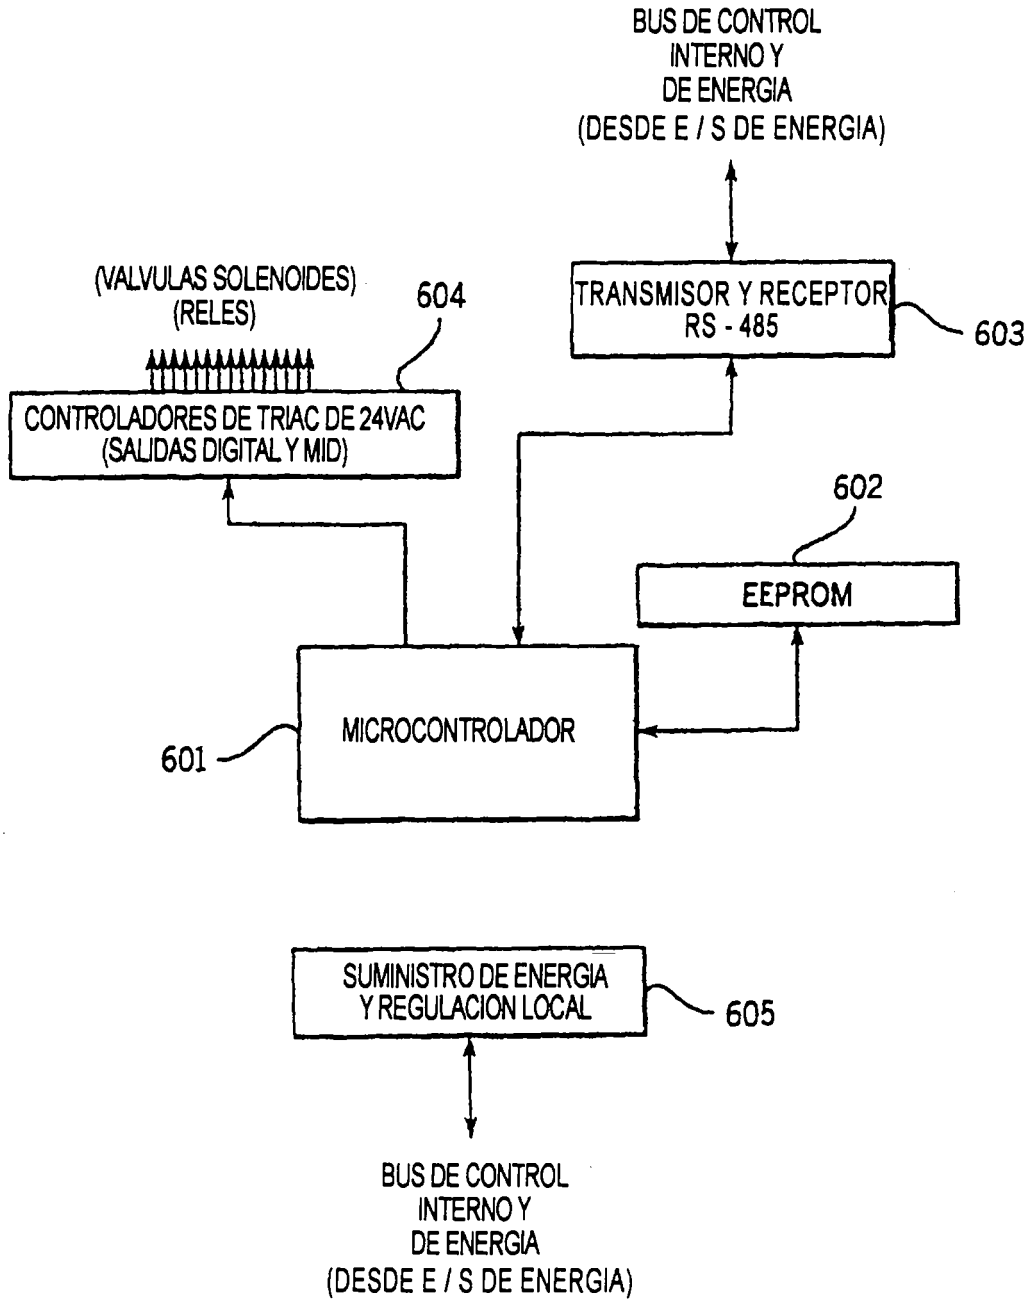 BUS DE CONTROL
INTERNO Y
DE ENERGIA
(DESDE E / S DE ENERGIA)
(VALVULAS SOLENOIDES)
(RELES)
604
TRANSMISOR Y RECEPTOR
RS - 485
603
CONTROLADORES DE TRIAC DE 24VAC
(SALIDAS DIGITAL Y MID)
602
EEPROM
MICROCONTROLADOR
601
SUMINISTRO DE ENERGIA
Y REGULACION LOCAL
605
BUS DE CONTROL
INTERNO Y
DE ENERGIA
(DESDE E / S DE ENERGIA)